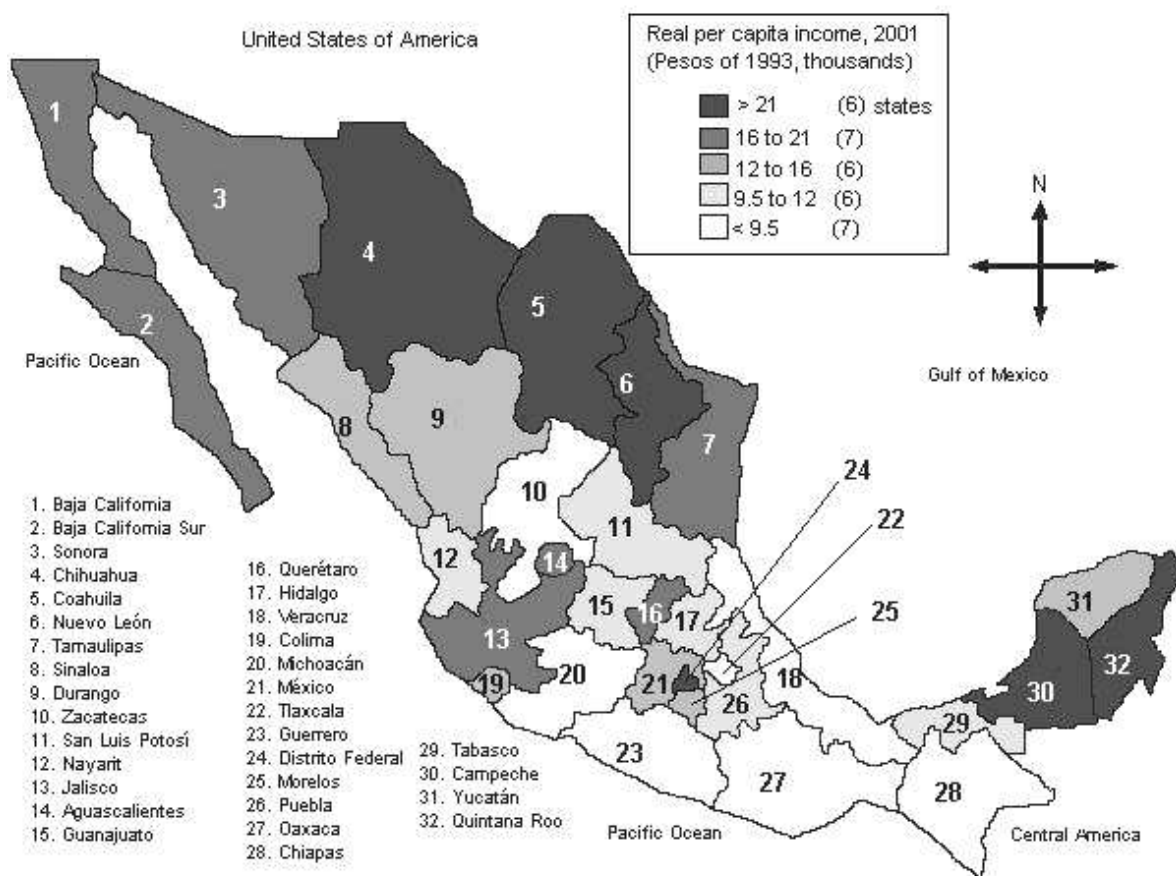 United States of America
Real per capita income, 2001
(Pesos of 1993, thousands)
> 21 (6) states
16 to 21 (7)
12 to 16 (6)
9.5 to 12 (6)
< 9.5 (7)
N
Pacific Ocean
Gulf of Mexico
1
2
3
4
5
6
7
8
9
10
11
12
13
14
15
16
17
18
19
20
21
22
23
24
25
26
27
28
29
30
31
32
1. Baja California
2. Baja California Sur
3. Sonora
4. Chihuahua
5. Coahuila
6. Nuevo León
7. Tamaulipas
8. Sinaloa
9. Durango
10. Zacatecas
11. San Luis Potosí
12. Nayarit
13. Jalisco
14. Aguascalientes
15. Guanajuato
16. Querétaro
17. Hidalgo
18. Veracruz
19. Colima
20. Michoacán
21. México
22. Tlaxcala
23. Guerrero
24. Distrito Federal
25. Morelos
26. Puebla
27. Oaxaca
28. Chiapas
29. Tabasco
30. Campeche
31. Yucatán
32. Quintana Roo
Pacific Ocean
Central America